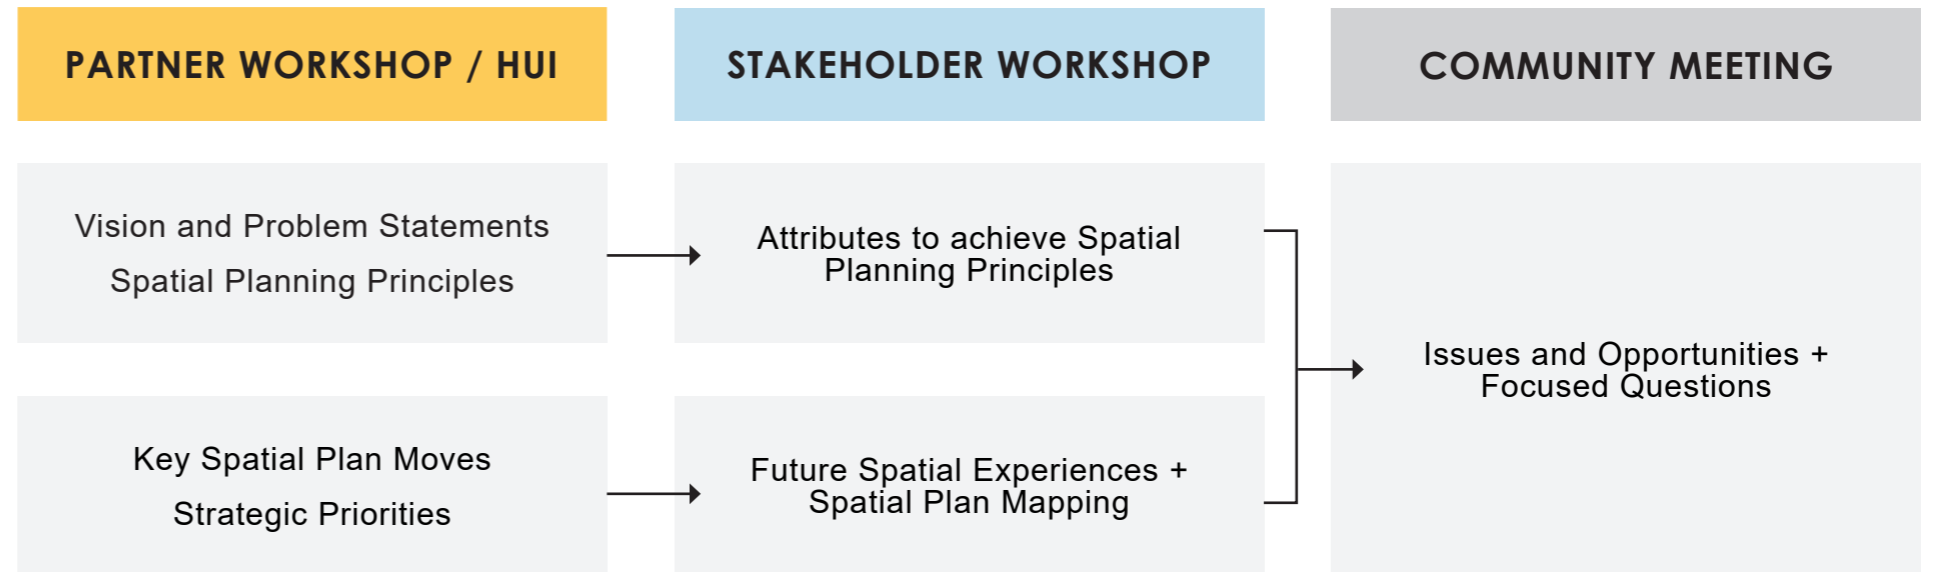 PARTNER WORKSHOP / HUI
STAKEHOLDER WORKSHOP
COMMUNITY MEETING
Vision and Problem Statements
Spatial Planning Principles
Attributes to achieve Spatial
Planning Principles
Key Spatial Plan Moves
Strategic Priorities
Future Spatial Experiences +
Spatial Plan Mapping
Issues and Opportunities +
Focused Questions